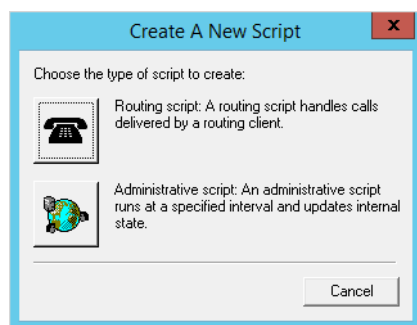 Create A New Script
x
Choose the type of script to create:
Routing script: A routing script handles calls
delivered by a routing client.
Administrative script: An administrative script
runs at a specified interval and updates internal
state.
Cancel